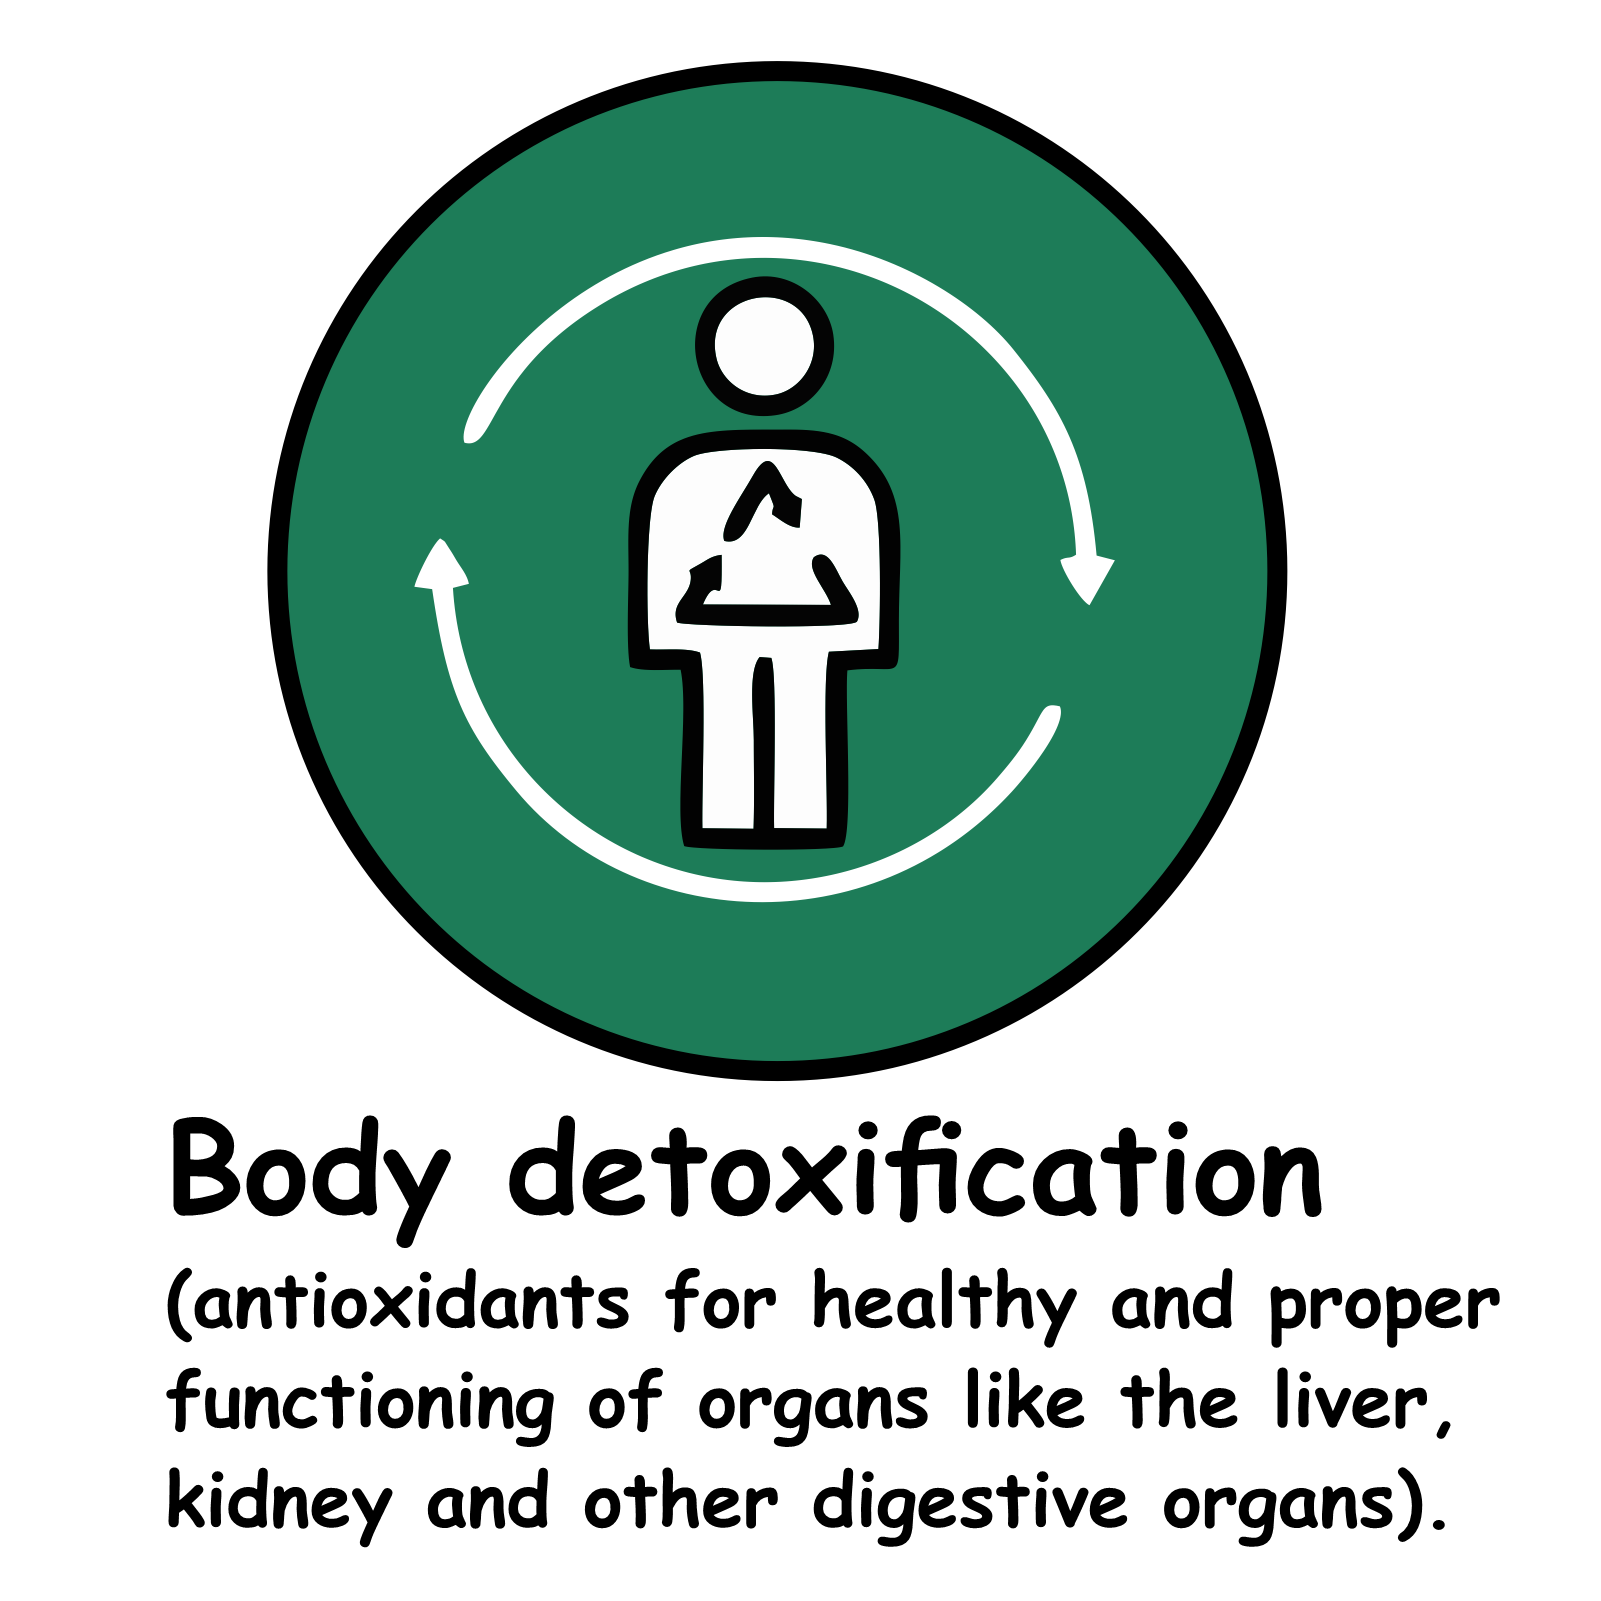 Body detoxification
(antioxidants for healthy and proper
functioning of organs like the liver,
kidney and other digestive organs).